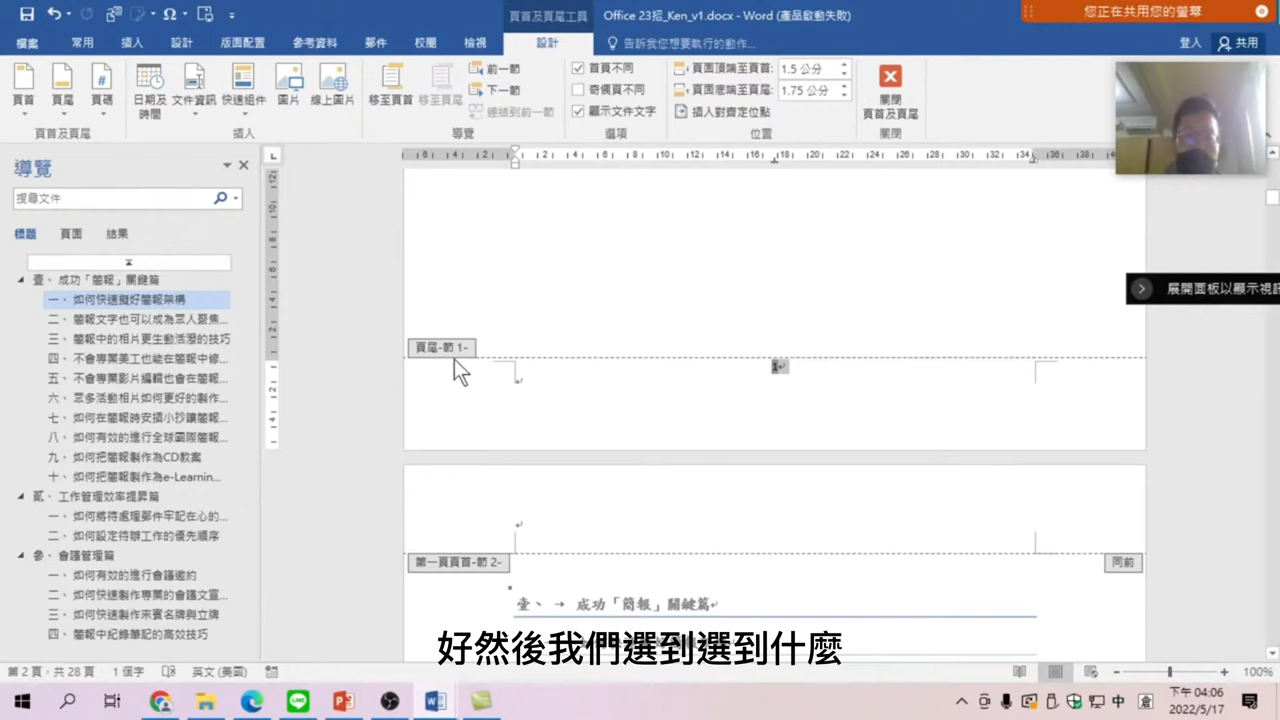 頁首及頁尾工具
Office 23招_Ken_v1.docx - Word (產品啟動失敗)
您正在共用您的螢幕
檔案 常用 插入 設計 版面配置 參考資料 郵件 校閱 檢視 設計 告訴我您想要執行的動作... 登入 共用
頁首 頁尾 頁碼 日期及時間 文件資訊 快速組件 圖片 線上圖片 移至頁首 移至頁尾
前一節
下一節
連結到前一節
首頁不同
奇偶頁不同
顯示文件文字
頁面頂端至頁首: 1.5 公分
頁面底端至頁尾: 1.75 公分
插入對齊定位點
關閉
頁首及頁尾
頁首及頁尾 插入 導覽 選項 位置 關閉
導覽
搜尋文件
標題 頁面 結果
壹、成功「簡報」關鍵篇
一、如何快速擬好簡報架構
二、簡報文字也可以成為眾人聚焦...
三、簡報中的相片更生動活潑的技巧
四、不會專業美工也能在簡報中修...
五、不會專業影片編輯也會在簡報...
六、眾多活動相片如何更好的製作...
七、如何在簡報時安插小抄讓簡報...
八、如何有效的進行全球國際簡報...
九、如何把簡報製作為CD教案
十、如何把簡報製作為e-Learnin...
貳、工作管理效率提昇篇
一、如何將待處理郵件牢記在心的...
二、如何設定待辦工作的優先順序
參、會議管理篇
一、如何有效的進行會議邀約
二、如何快速製作專業的會議文宣...
三、如何快速製作來賓名牌與立牌
四、簡報中紀錄筆記的高效技巧
展開面板以顯示視訊
頁尾-節 1-
1
第一頁頁首-節 2-
同前
壹、→ 成功「簡報」關鍵篇
好然後我們選到選到什麼
第 2 頁，共 28 頁 1 個字 英文 (美國) 100%
中
下午 04:06
2022/5/17